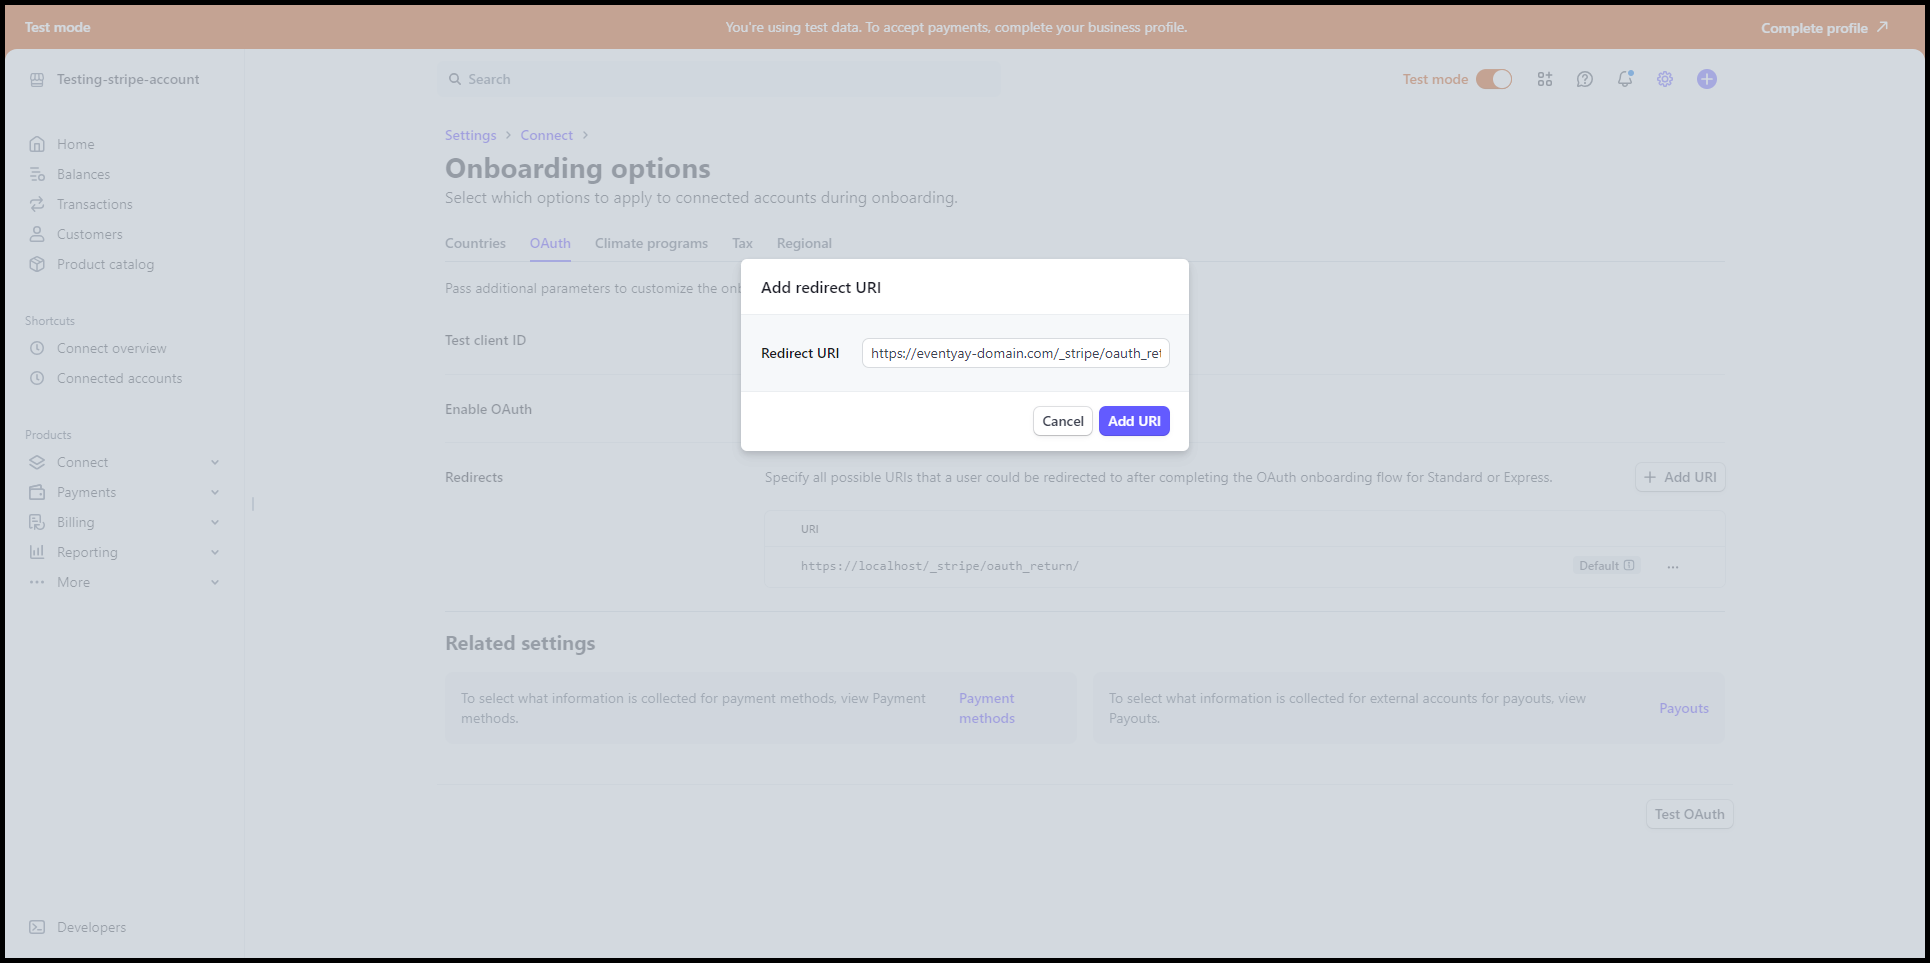 Test mode
You're using test data. To accept payments, complete your business profile.
Complete profile
Testing-stripe-account
Search
Test mode
Home
Balances
Transactions
Customers
Product catalog
Shortcuts
Connect overview
Connected accounts
Products
Connect
Payments
Billing
Reporting
More
Developers
Settings > Connect >
Onboarding options
Select which options to apply to connected accounts during onboarding.
Countries OAuth Climate programs Tax Regional
Pass additional parameters to customize the
Test client ID
Enable OAuth
Add redirect URI
Redirect URI https://eventyay-domain.com/_stripe/oauth_ret
Cancel Add URI
Redirects
Specify all possible URIs that a user could be redirected to after completing the OAuth onboarding flow for Standard or Express.
+ Add URI
URI
https://localhost/_stripe/oauth_return/
Default
Related settings
To select what information is collected for payment methods, view Payment
methods.
Payment
methods
To select what information is collected for external accounts for payouts, view
Payouts.
Payouts
Test OAuth